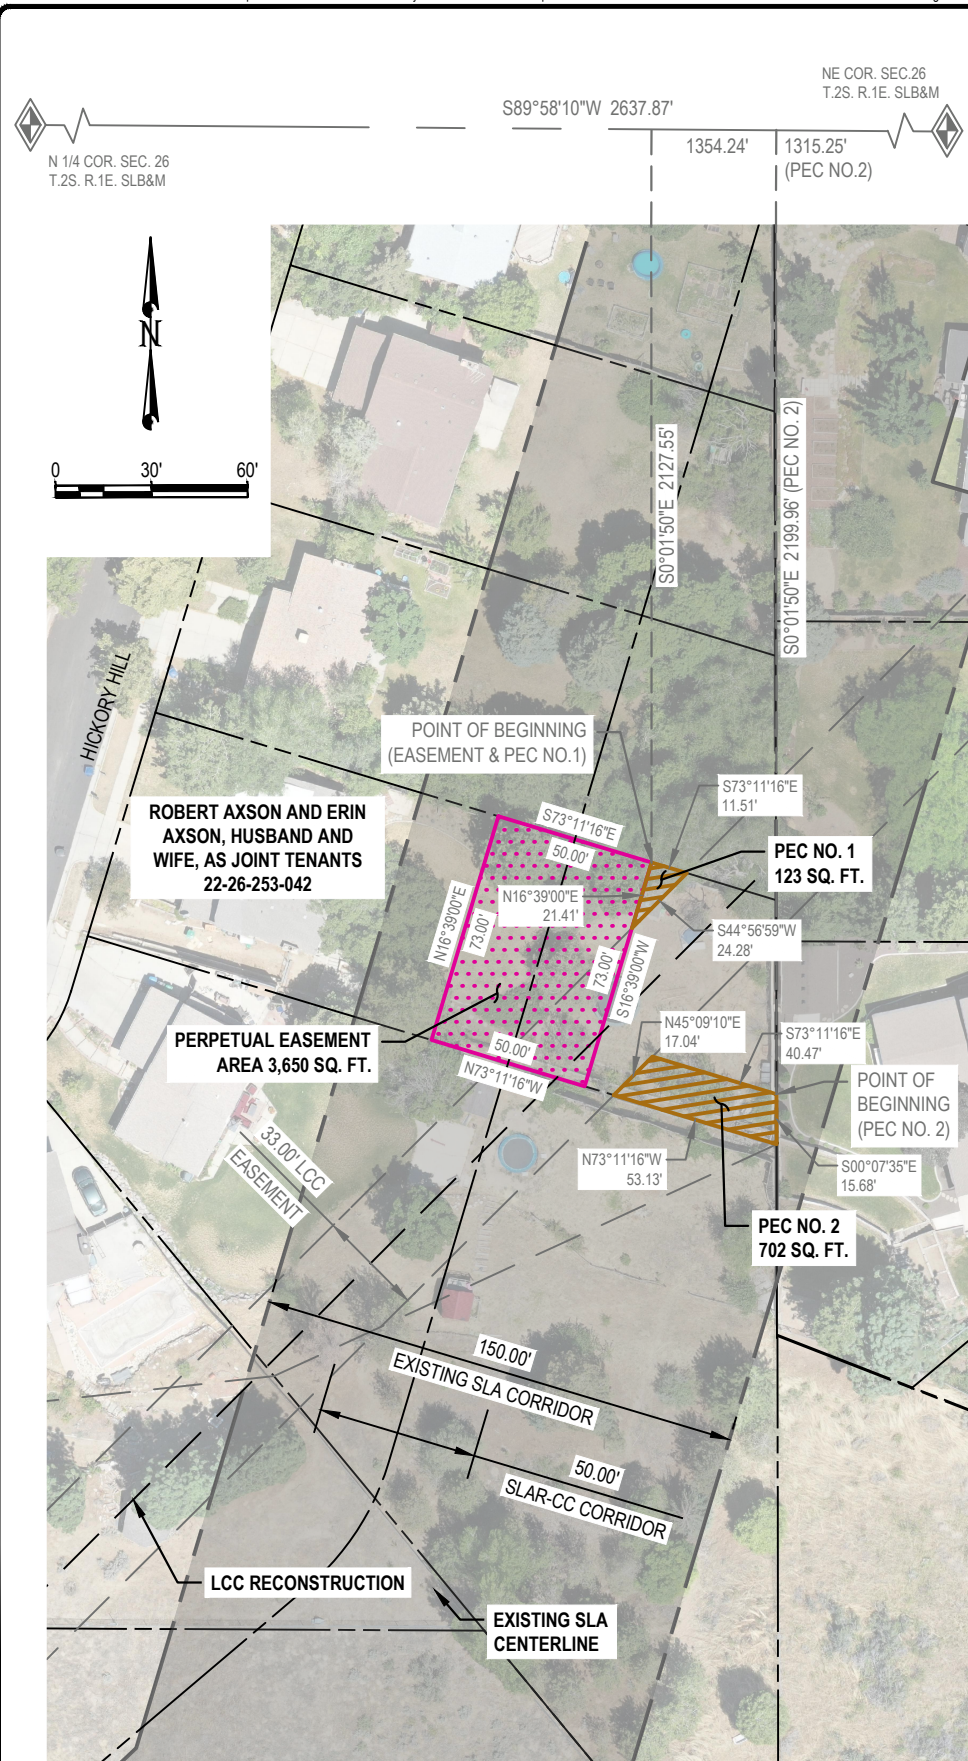 NE COR. SEC.26
T.2S. R.1E. SLB&M
S89°58'10"W 2637.87'
1354.24'
1315.25'
(PEC NO.2)
N 1/4 COR. SEC. 26
T.2S. R.1E. SLB&M
N
0 30' 60'
S0°01'50"E 2127.55'
S0°01'50"E 2199.96' (PEC NO. 2)
HICKORY HILL
POINT OF BEGINNING
(EASEMENT & PEC NO.1)
S73°11'16"E
11.51'
ROBERT AXSON AND ERIN
AXSON, HUSBAND AND
WIFE, AS JOINT TENANTS
22-26-253-042
S73°11'16"E
50.00'
PEC NO. 1
123 SQ. FT.
N16°39'00"E
21.41'
N16°39'00"E
73.00'
S44°56'59"W
24.28'
73.00'
S16°39'00"W
PERPETUAL EASEMENT
AREA 3,650 SQ. FT.
50.00'
N73°11'16"W
N45°09'10"E
17.04'
S73°11'16"E
40.47'
POINT OF
BEGINNING
(PEC NO. 2)
33.00' LCC
EASEMENT
N73°11'16"W
53.13'
S00°07'35"E
15.68'
PEC NO. 2
702 SQ. FT.
150.00'
EXISTING SLA CORRIDOR
50.00'
SLAR-CC CORRIDOR
LCC RECONSTRUCTION
EXISTING SLA
CENTERLINE